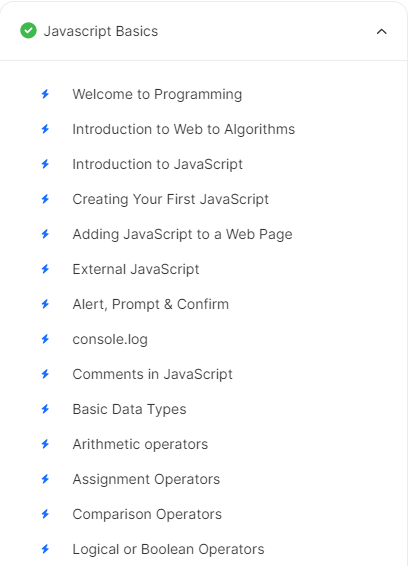 Javascript Basics
Welcome to Programming
Introduction to Web to Algorithms
Introduction to JavaScript
Creating Your First JavaScript
Adding JavaScript to a Web Page
External JavaScript
Alert, Prompt & Confirm
console.log
Comments in JavaScript
Basic Data Types
Arithmetic operators
Assignment Operators
Comparison Operators
Logical or Boolean Operators